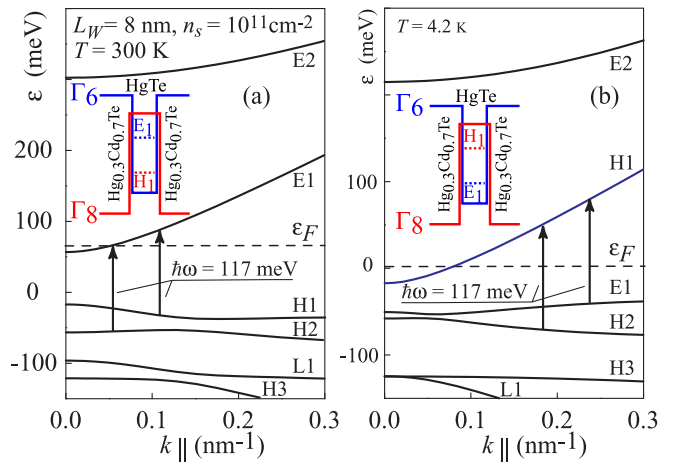 L_W = 8 nm, n_s = 10^11 cm^-2
T = 300 K
E2
HgTe
(a)
Γ6
Hg0.3Cd0.7Te
E1
H1
Hg0.3Cd0.7Te
Γ8
E1
εF
ħω = 117 meV
H1
H2
L1
H3
ε (meV)
300
200
100
0
-100
0.0
0.1
0.2
0.3
k|| (nm^-1)
T = 4.2 K
E2
HgTe
(b)
Γ6
Hg0.3Cd0.7Te
H1
E1
Hg0.3Cd0.7Te
Γ8
H1
εF
ħω = 117 meV
E1
H2
L1
ε (meV)
200
100
0
-100
0.0
0.1
0.2
0.3
k|| (nm^-1)